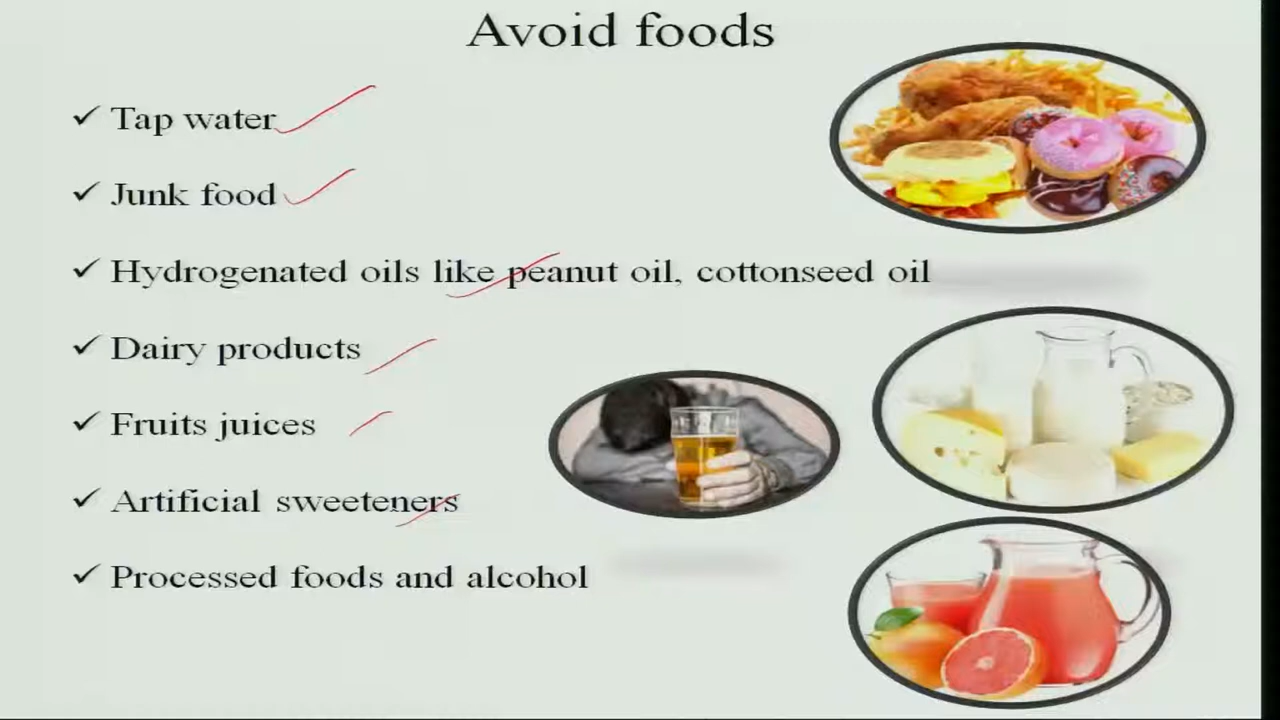 Avoid foods
✓ Tap water
✓ Junk food
✓ Hydrogenated oils like peanut oil, cottonseed oil
✓ Dairy products
✓ Fruits juices
✓ Artificial sweeteners
✓ Processed foods and alcohol